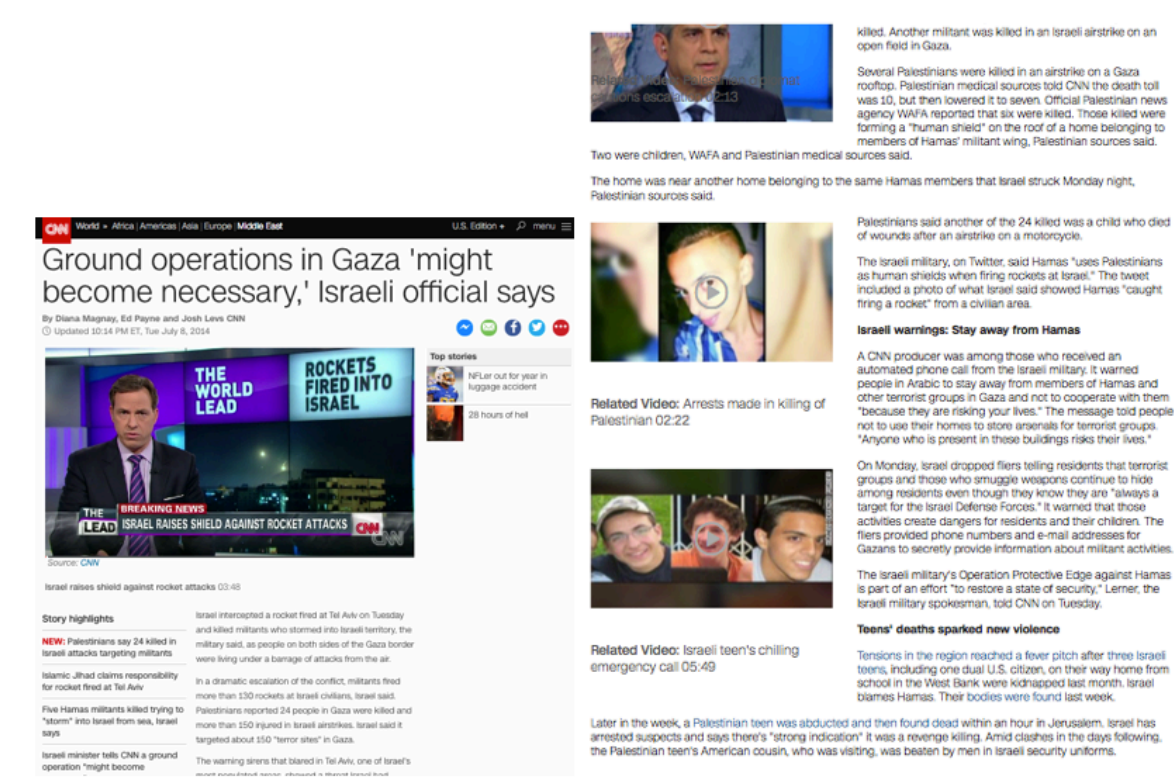 CNN World » Africa | Americas | Asia | Europe | Middle East U.S. Edition + menu
Ground operations in Gaza 'might
become necessary,' Israeli official says
By Diana Magnay, Ed Payne and Josh Levs CNN
Updated 10:14 PM ET, Tue July 8, 2014
THE
WORLD
LEAD
ROCKETS
FIRED INTO
ISRAEL
THE
LEAD
BREAKING NEWS
ISRAEL RAISES SHIELD AGAINST ROCKET ATTACKS CNN
CNN
Source: CNN
Israel raises shield against rocket attacks 03:48
Top stories
NFLer out for year in
luggage accident
28 hours of hell
Story highlights
NEW: Palestinians say 24 killed in
Israeli attacks targeting militants
Islamic Jihad claims responsibility
for rocket fired at Tel Aviv
Five Hamas militants killed trying to
"storm" into Israel from sea, Israel
says
Israeli minister tells CNN a ground
operation "might become
Israel intercepted a rocket fired at Tel Aviv on Tuesday
and killed militants who stormed into Israeli territory, the
military said, as people on both sides of the Gaza border
were living under a barrage of attacks from the air.
In a dramatic escalation of the conflict, militants fired
more than 130 rockets at Israeli civilians, Israel said.
Palestinians reported 24 people in Gaza were killed and
more than 150 injured in Israeli airstrikes. Israel said it
targeted about 150 "terror sites" in Gaza.
The warning sirens that blared in Tel Aviv, one of Israel's
most populated areas, showed a threat Israel had
Related Video: Palestinian diplomat
cautions escalation 02:13
killed. Another militant was killed in an Israeli airstrike on an
open field in Gaza.
Several Palestinians were killed in an airstrike on a Gaza
rooftop. Palestinian medical sources told CNN the death toll
was 10, but then lowered it to seven. Official Palestinian news
agency WAFA reported that six were killed. Those killed were
forming a "human shield" on the roof of a home belonging to
members of Hamas' militant wing, Palestinian sources said.
Two were children, WAFA and Palestinian medical sources said.
The home was near another home belonging to the same Hamas members that Israel struck Monday night,
Palestinian sources said.
Palestinians said another of the 24 killed was a child who died
of wounds after an airstrike on a motorcycle.
The Israeli military, on Twitter, said Hamas "uses Palestinians
as human shields when firing rockets at Israel." The tweet
included a photo of what Israel said showed Hamas "caught
firing a rocket" from a civilian area.
Israeli warnings: Stay away from Hamas
Related Video: Arrests made in killing of
Palestinian 02:22
A CNN producer was among those who received an
automated phone call from the Israeli military. It warned
people in Arabic to stay away from members of Hamas and
other terrorist groups in Gaza and not to cooperate with them
"because they are risking your lives." The message told people
not to use their homes to store arsenals for terrorist groups.
"Anyone who is present in these buildings risks their lives."
On Monday, Israel dropped fliers telling residents that terrorist
groups and those who smuggle weapons continue to hide
among residents even though they know they are "always a
target for the Israel Defense Forces." It warned that those
activities create dangers for residents and their children. The
fliers provided phone numbers and e-mail addresses for
Gazans to secretly provide information about militant activities.
The Israeli military's Operation Protective Edge against Hamas
is part of an effort "to restore a state of security," Lerner, the
Israeli military spokesman, told CNN on Tuesday.
Teens' deaths sparked new violence
Related Video: Israeli teen's chilling
emergency call 05:49
Tensions in the region reached a fever pitch after three Israeli
teens, including one dual U.S. citizen, on their way home from
school in the West Bank were kidnapped last month. Israel
blames Hamas. Their bodies were found last week.
Later in the week, a Palestinian teen was abducted and then found dead within an hour in Jerusalem. Israel has
arrested suspects and says there's "strong indication" it was a revenge killing. Amid clashes in the days following,
the Palestinian teen's American cousin, who was visiting, was beaten by men in Israeli security uniforms.